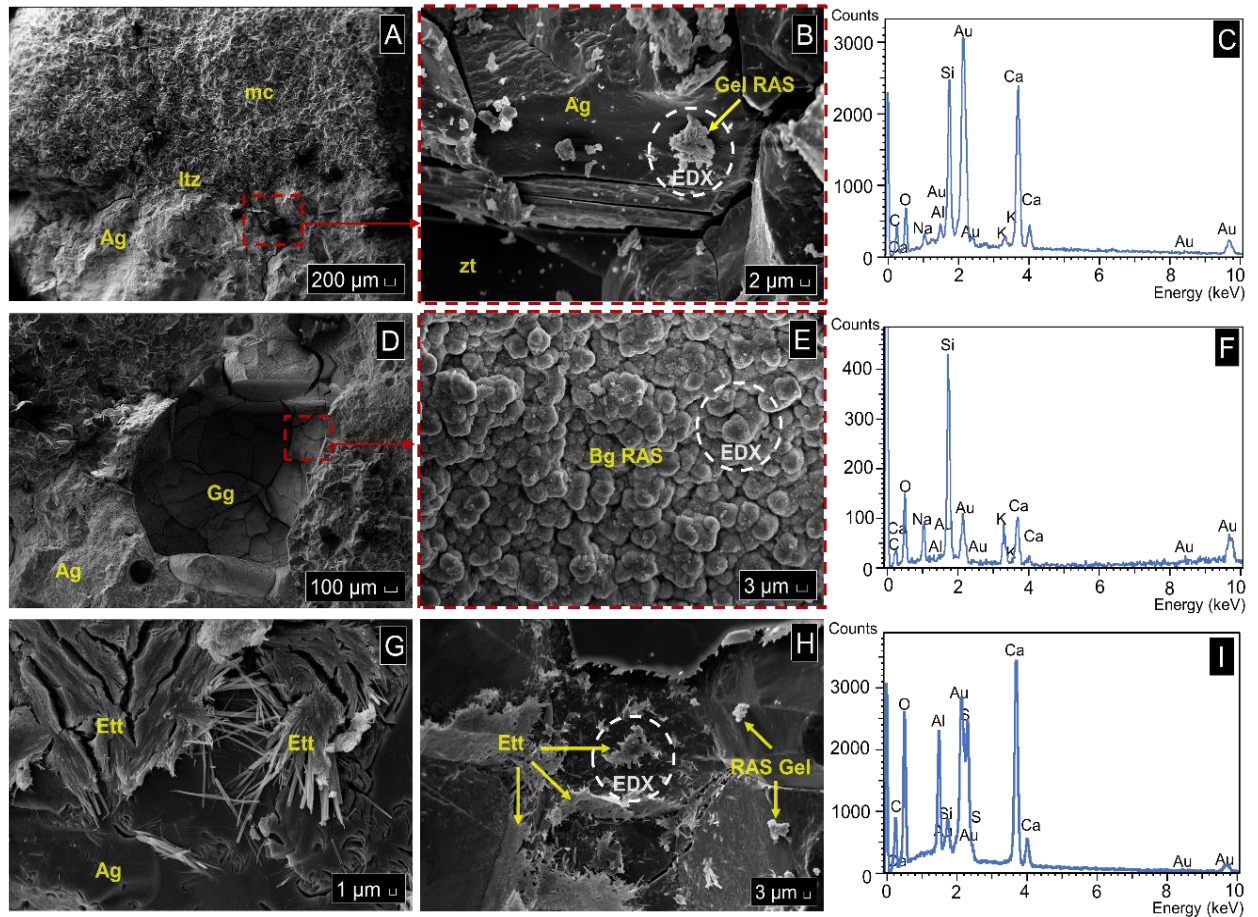 A
mc
Itz
Ag
200 µm
B
Ag
Gel RAS
EDX
zt
2 µm
Counts
C
3000
2000
1000
0
Au
Si
Ca
Au
O
Al
C
Na
Ca
Au
K
Ca
Au
Au
2 4 6 8 10
Energy (keV)
D
Gg
Ag
100 µm
E
EDX
Bg RAS
3 µm
Counts
F
400
300
200
100
0
Si
O
Ca
Na
A
Au
K
Ca
C
Al
Au
K
Ca
Au
Au
0 2 4 6 8 10
Energy (keV)
G
Ett
Ett
Ag
1 µm
H
Ett
EDX
RAS Gel
3 µm
Counts
I
3000
2000
1000
0
Ca
O
Au
Al
S
C
Si
S
Au
Ca
Au
Au
0 2 4 6 8 10
Energy (keV)